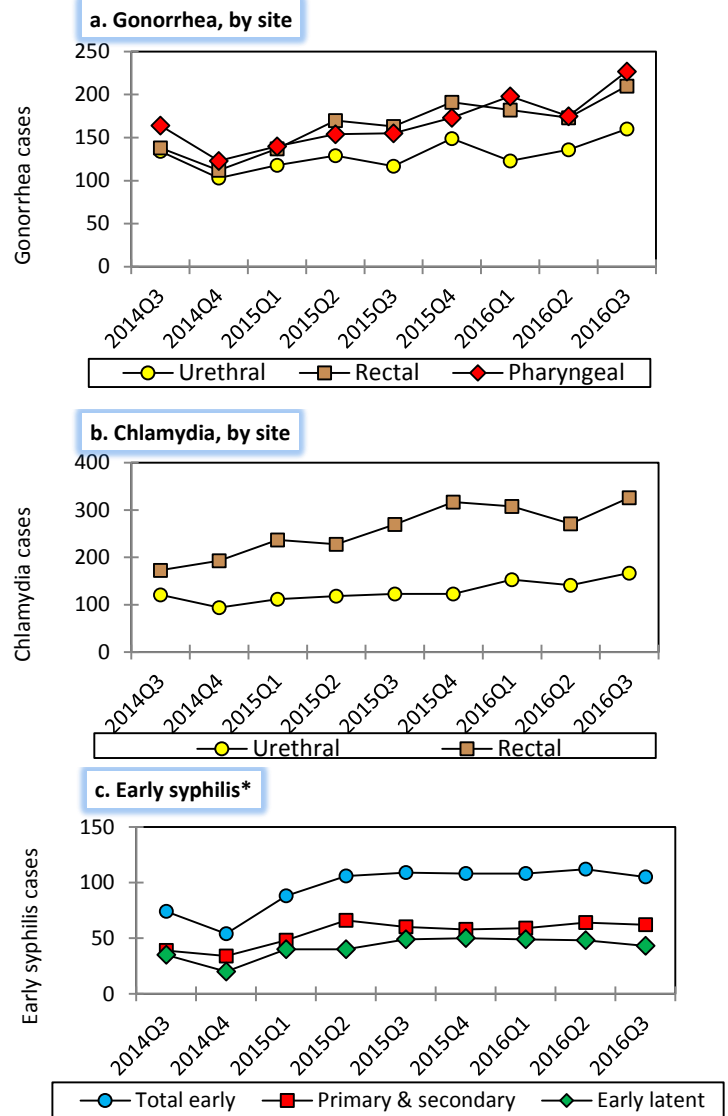 a. Gonorrhea, by site
Gonorrhea cases
250
200
150
100
50
0
2014Q3 2014Q4 2015Q1 2015Q2 2015Q3 2015Q4 2016Q1 2016Q2 2016Q3
Urethral Rectal Pharyngeal
b. Chlamydia, by site
Chlamydia cases
400
300
200
100
0
2014Q3 2014Q4 2015Q1 2015Q2 2015Q3 2015Q4 2016Q1 2016Q2 2016Q3
Urethral Rectal
c. Early syphilis*
Early syphilis cases
150
100
50
0
2014Q3 2014Q4 2015Q1 2015Q2 2015Q3 2015Q4 2016Q1 2016Q2 2016Q3
Total early Primary & secondary Early latent